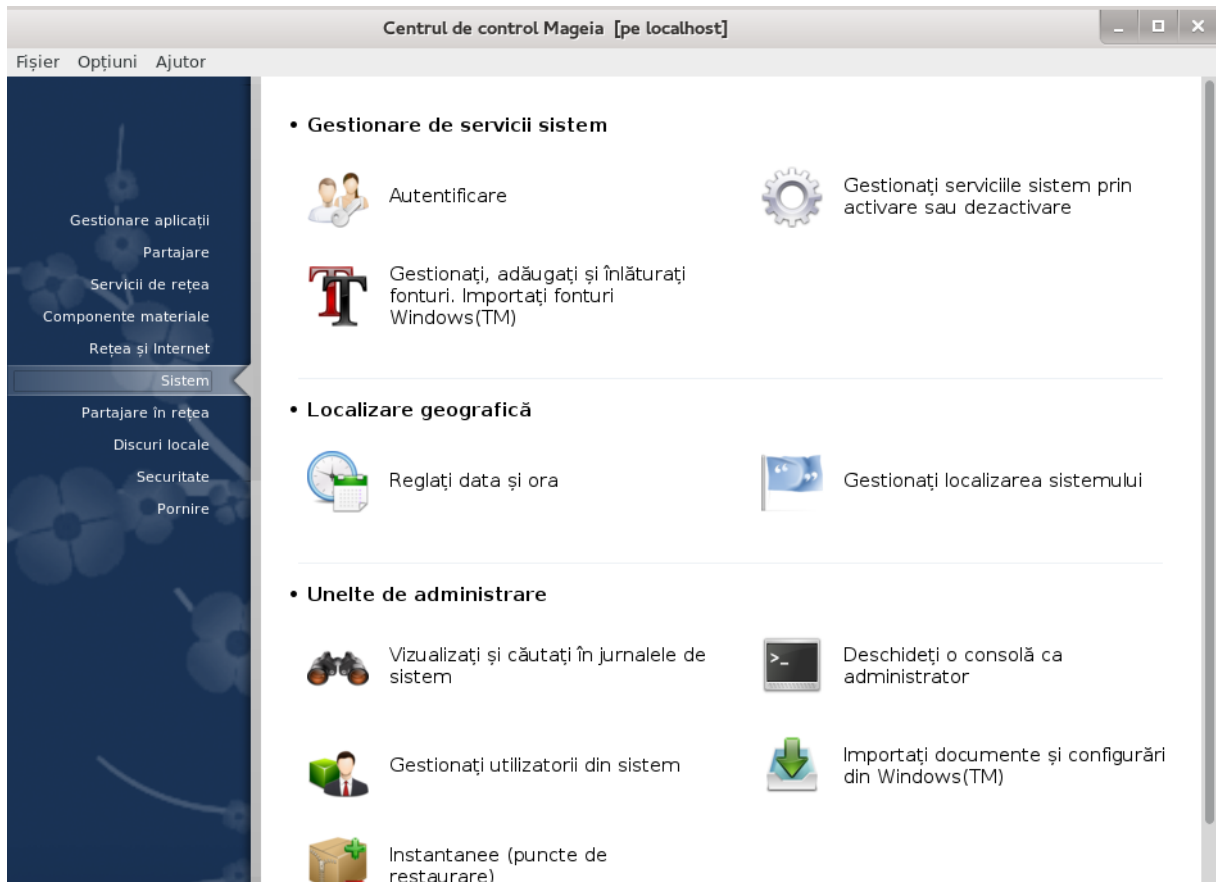 Centrul de control Mageia [pe localhost]
Fișier Opțiuni Ajutor
Gestionare aplicații
Partajare
Servicii de rețea
Componente materiale
Rețea și Internet
Sistem
Partajare în rețea
Discuri locale
Securitate
Pornire
• Gestionare de servicii sistem
Autentificare
Gestionați serviciile sistem prin
activare sau dezactivare
Gestionați, adăugați și înlăturați
fonturi. Importați fonturi
Windows(TM)
• Localizare geografică
Reglați data și ora
Gestionați localizarea sistemului
• Unelte de administrare
Vizualizați și căutați în jurnalele de
sistem
Deschideți o consolă ca
administrator
Gestionați utilizatorii din sistem
Importați documente și configurări
din Windows(TM)
Instantanee (puncte de
restaurare)